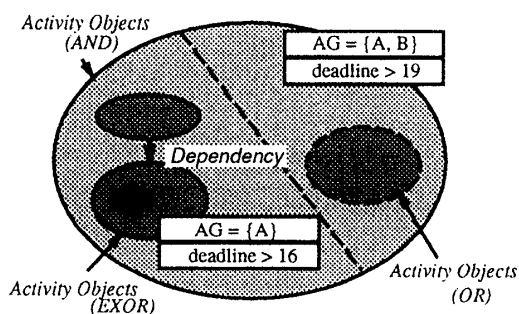 Activity Objects
(AND)
AG = {A, B}
deadline > 19
Dependency
AG = {A}
deadline > 16
Activity Objects
(EXOR)
Activity Objects
(OR)